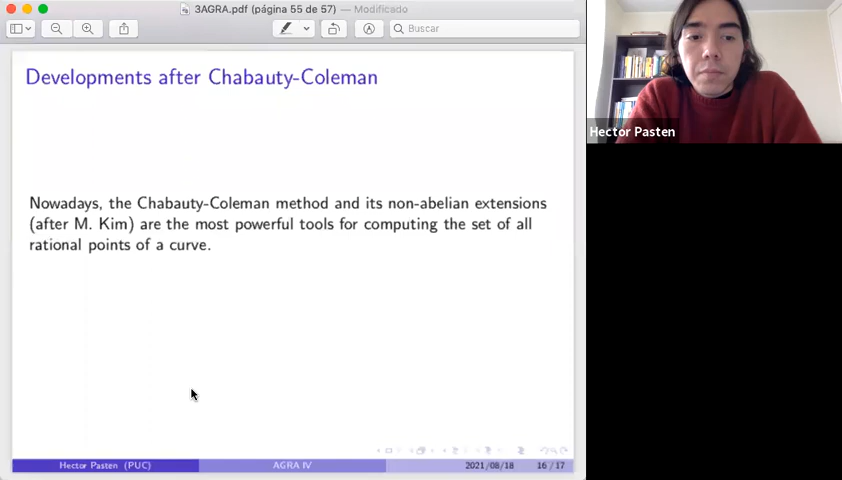 3AGRA.pdf (página 55 de 57) — Modificado
Buscar
Developments after Chabauty-Coleman
Nowadays, the Chabauty-Coleman method and its non-abelian extensions
(after M. Kim) are the most powerful tools for computing the set of all
rational points of a curve.
Hector Pasten (PUC) AGRA IV 2021/08/18 16 / 17
Hector Pasten